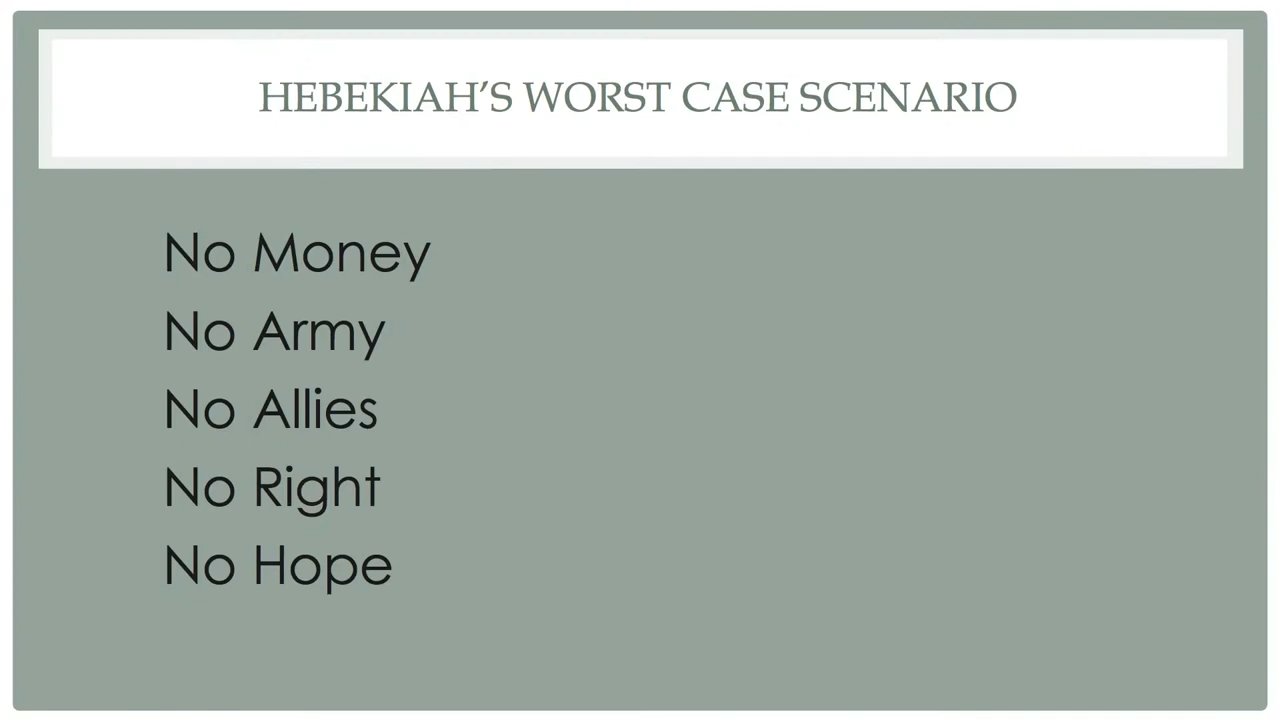 HEBEKIAH’S WORST CASE SCENARIO
No Money
No Army
No Allies
No Right
No Hope